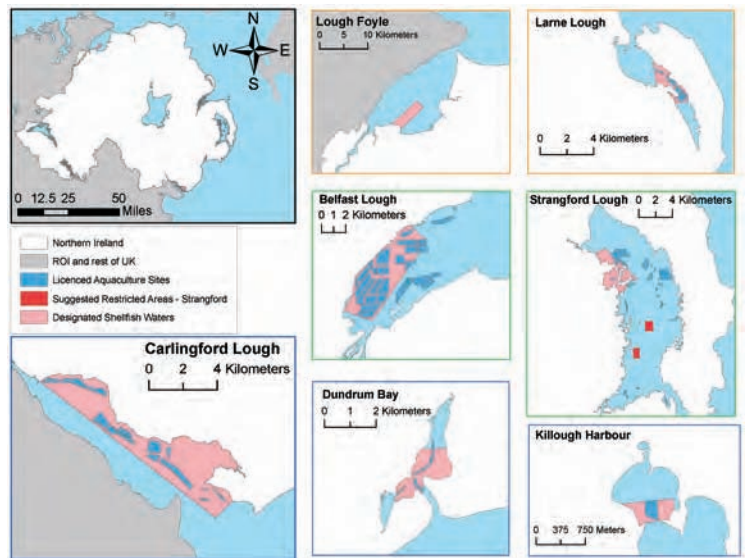 N
W E
S
0 12.5 25 50
Miles
Northern Ireland
ROI and rest of UK
Licenced Aquaculture Sites
Suggested Restricted Areas - Strangford
Designated Shellfish Waters
Carlingford Lough
0 2 4
Kilometers
Lough Foyle
0 5 10
Kilometers
Larne Lough
0 2 4
Kilometers
Belfast Lough
0 1 2
Kilometers
Strangford Lough
0 2 4
Kilometers
Dundrum Bay
0 1 2
Kilometers
Killough Harbour
0 375 750
Meters